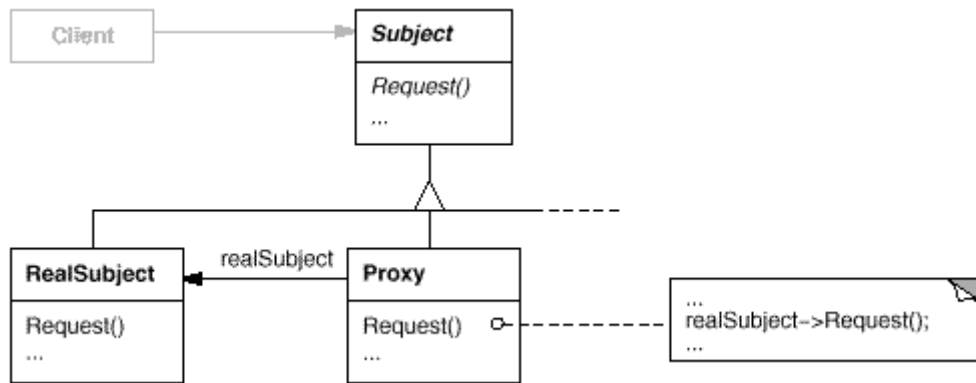 Client
Subject
Request()
...
realSubject
RealSubject
Request()
...
Proxy
Request()
...
...
realSubject->Request();
...